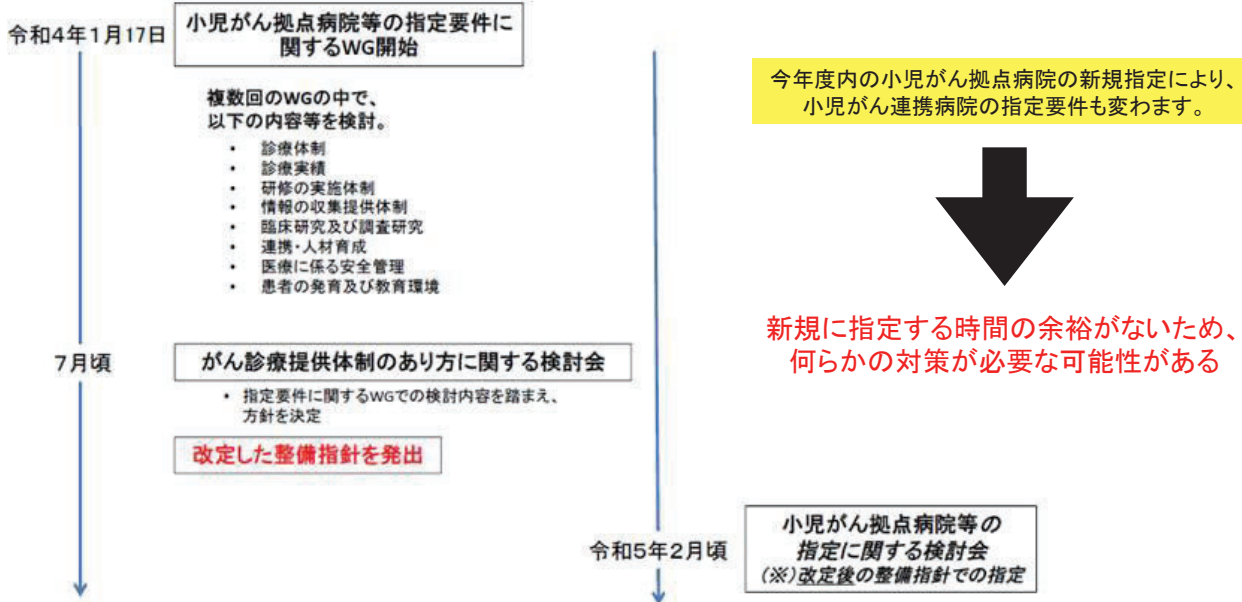 令和4年1月17日
小児がん拠点病院等の指定要件に
関するWG開始
複数回のWGの中で、
以下の内容等を検討。
• 診療体制
• 診療実績
• 研修の実施体制
• 情報の収集提供体制
• 臨床研究及び調査研究
• 連携・人材育成
• 医療に係る安全管理
• 患者の発育及び教育環境
7月頃
がん診療提供体制のあり方に関する検討会
• 指定要件に関するWGでの検討内容を踏まえ、
方針を決定
改定した整備指針を発出
令和5年2月頃
小児がん拠点病院等の
指定に関する検討会
(※)改定後の整備指針での指定
今年度内の小児がん拠点病院の新規指定により、
小児がん連携病院の指定要件も変わります。
新規に指定する時間の余裕がないため、
何らかの対策が必要な可能性がある